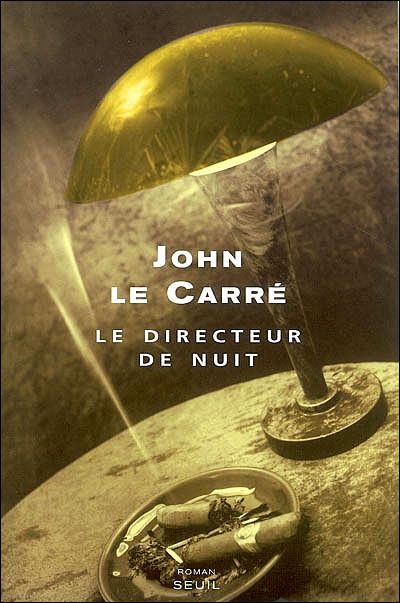 JOHN
LE CARRÉ
LE DIRECTEUR
DE NUIT
ROMAN
SEUIL